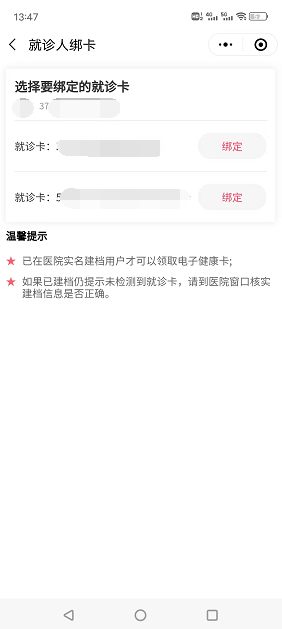 13:47
就诊人绑卡
选择要绑定的就诊卡
37
就诊卡：
绑定
就诊卡：5
绑定
温馨提示
★ 已在医院实名建档用户才可以领取电子健康卡;
★ 如果已建档仍提示未检测到就诊卡，请到医院窗口核实
建档信息是否正确。